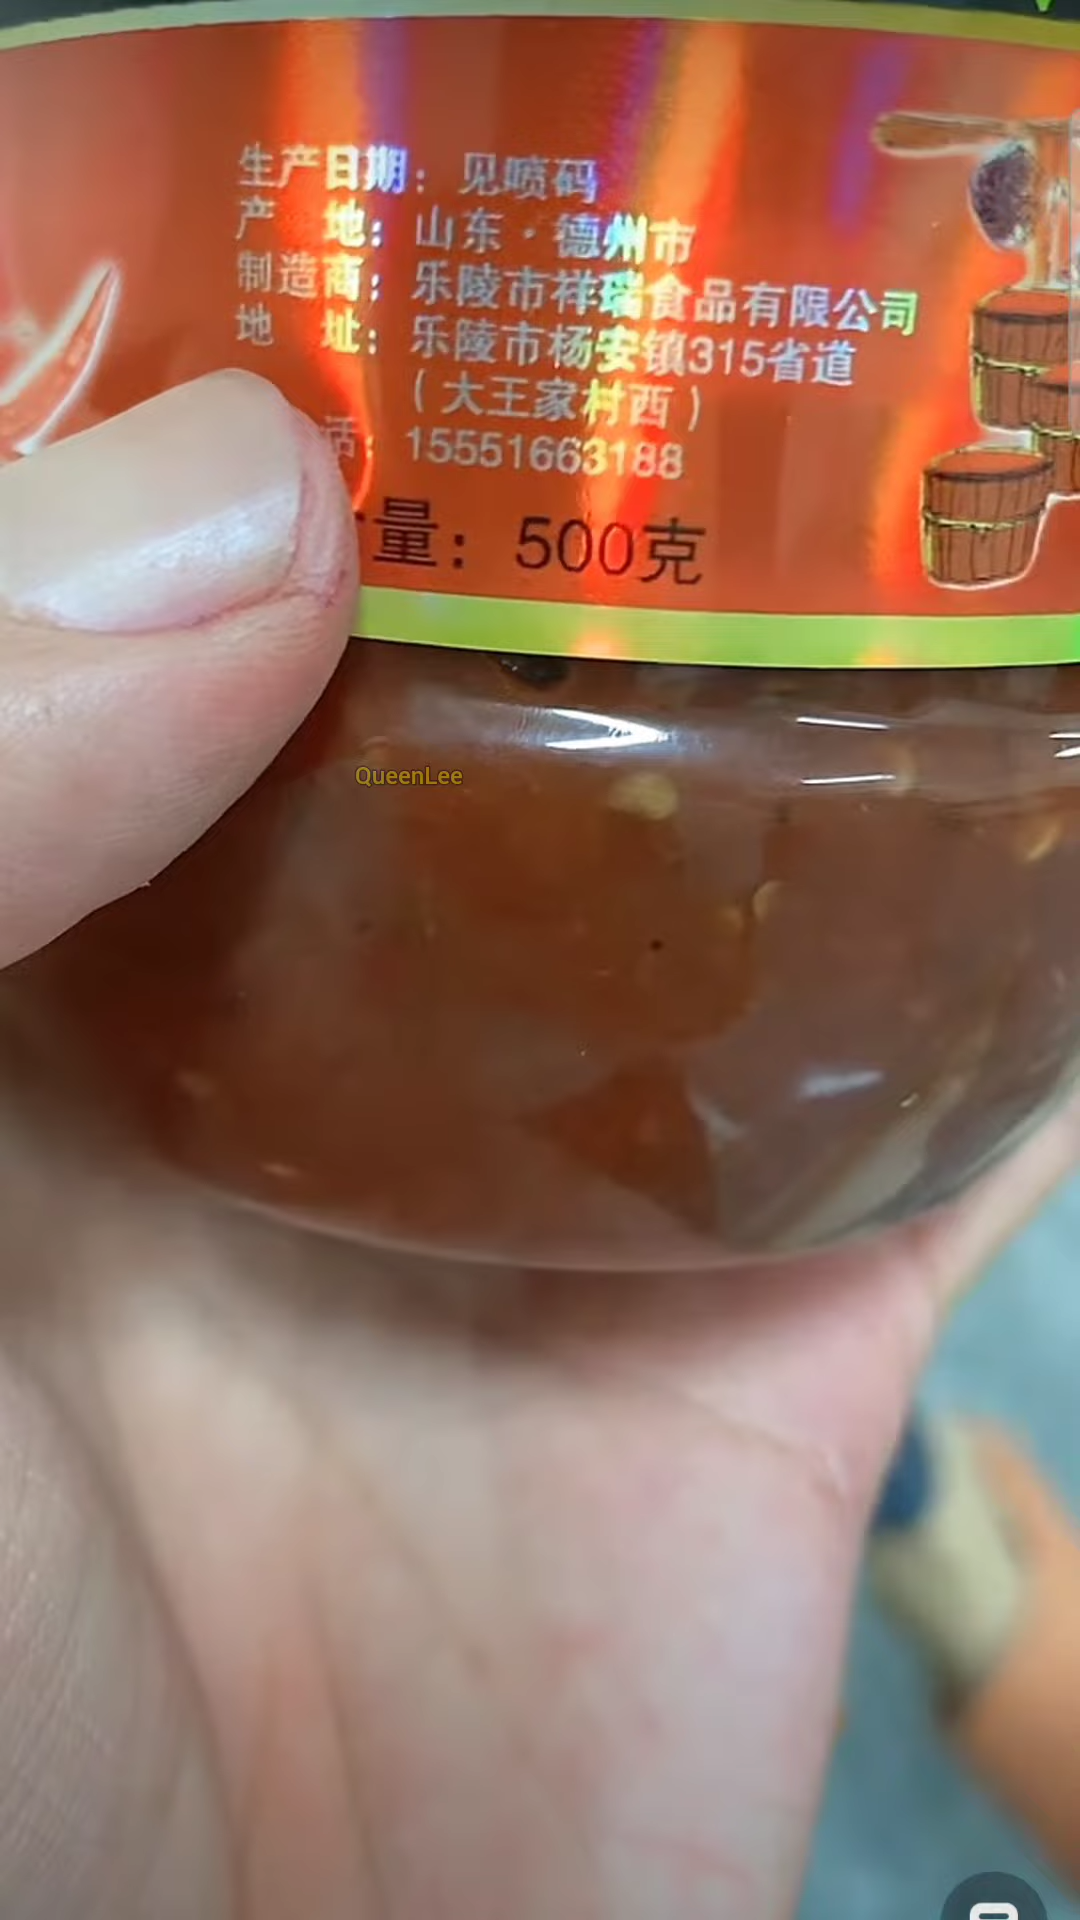 生产日期：见喷码
产 地：山东·德州市
制造商：乐陵市祥瑞食品有限公司
地 址：乐陵市杨安镇315省道
（大王家村西）
话：15551663188
量：500克
QueenLee